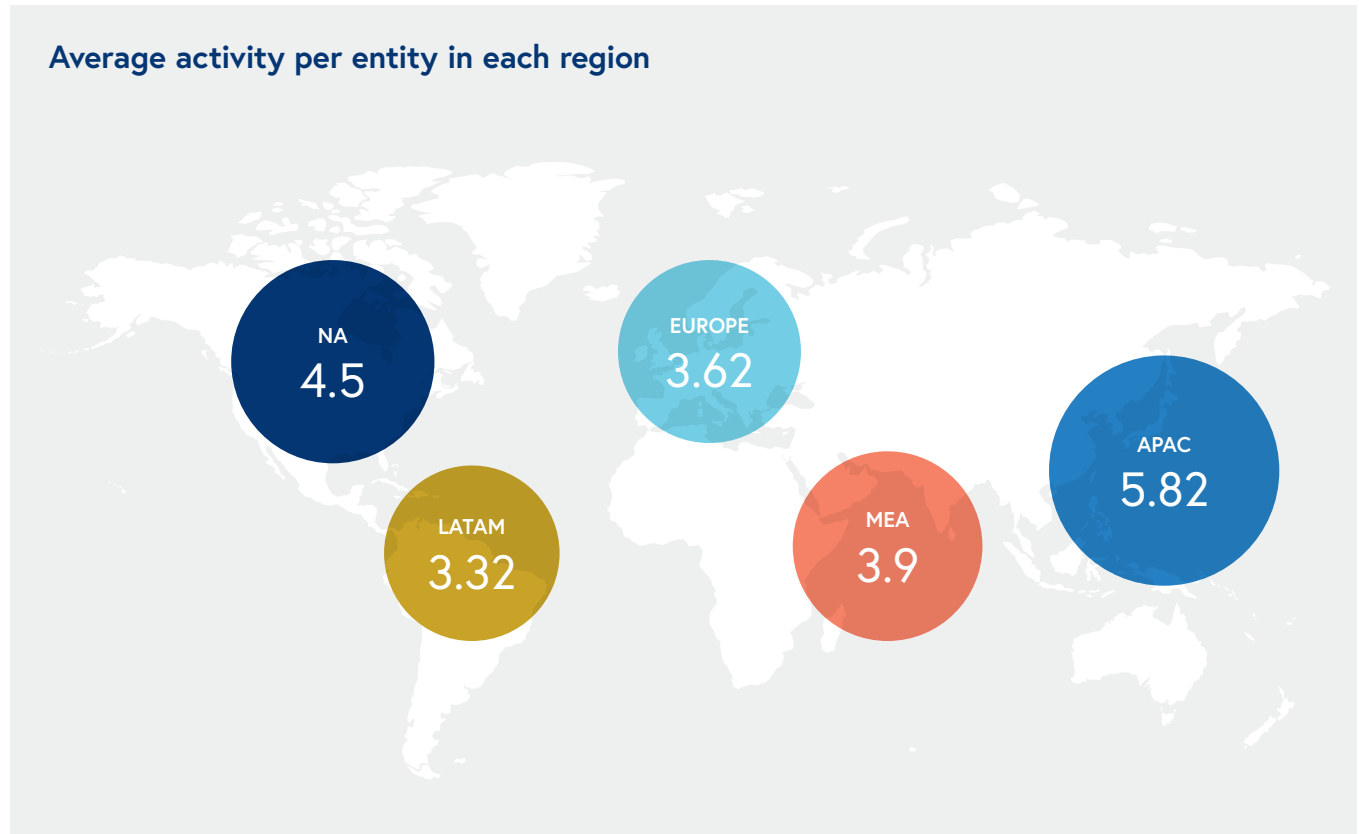 Average activity per entity in each region
NA
4.5
EUROPE
3.62
APAC
5.82
LATAM
3.32
MEA
3.9